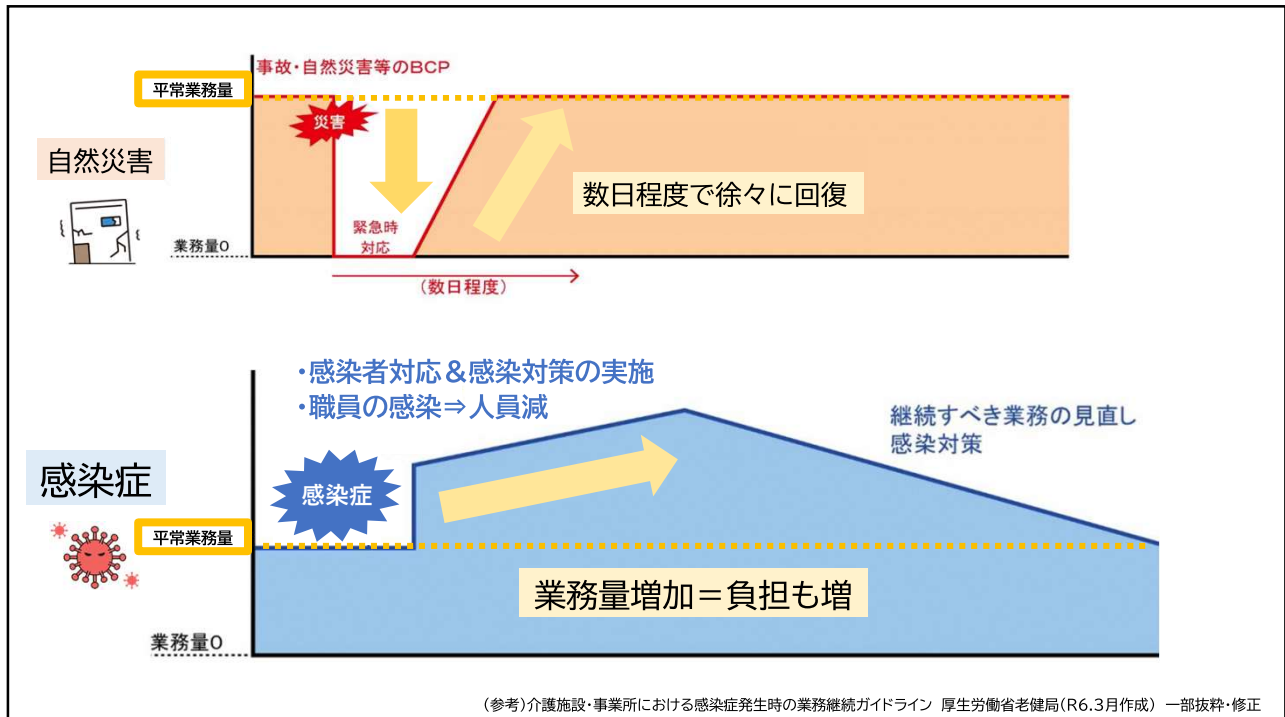 事故・自然災害等のBCP
平常業務量
災害
自然災害
数日程度で徐々に回復
緊急時
対応
業務量0
(数日程度)
・感染者対応&感染対策の実施
・職員の感染⇒人員減
継続すべき業務の見直し
感染対策
感染症
感染症
平常業務量
業務量増加=負担も増
業務量0
(参考)介護施設・事業所における感染症発生時の業務継続ガイドライン 厚生労働省老健局(R6.3月作成) 一部抜粋・修正